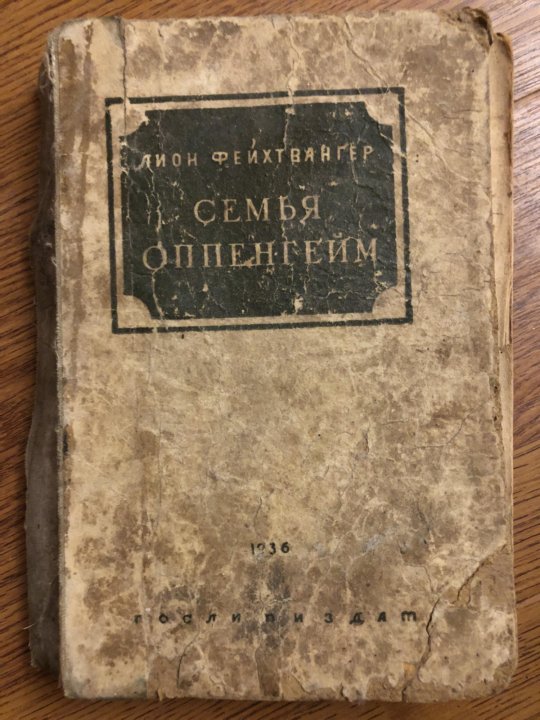 ЛИОН ФЕЙХТВАНГЕР
СЕМЬЯ
ОППЕНГЕЙМ
1936
ГОСЛИТИЗДАТ